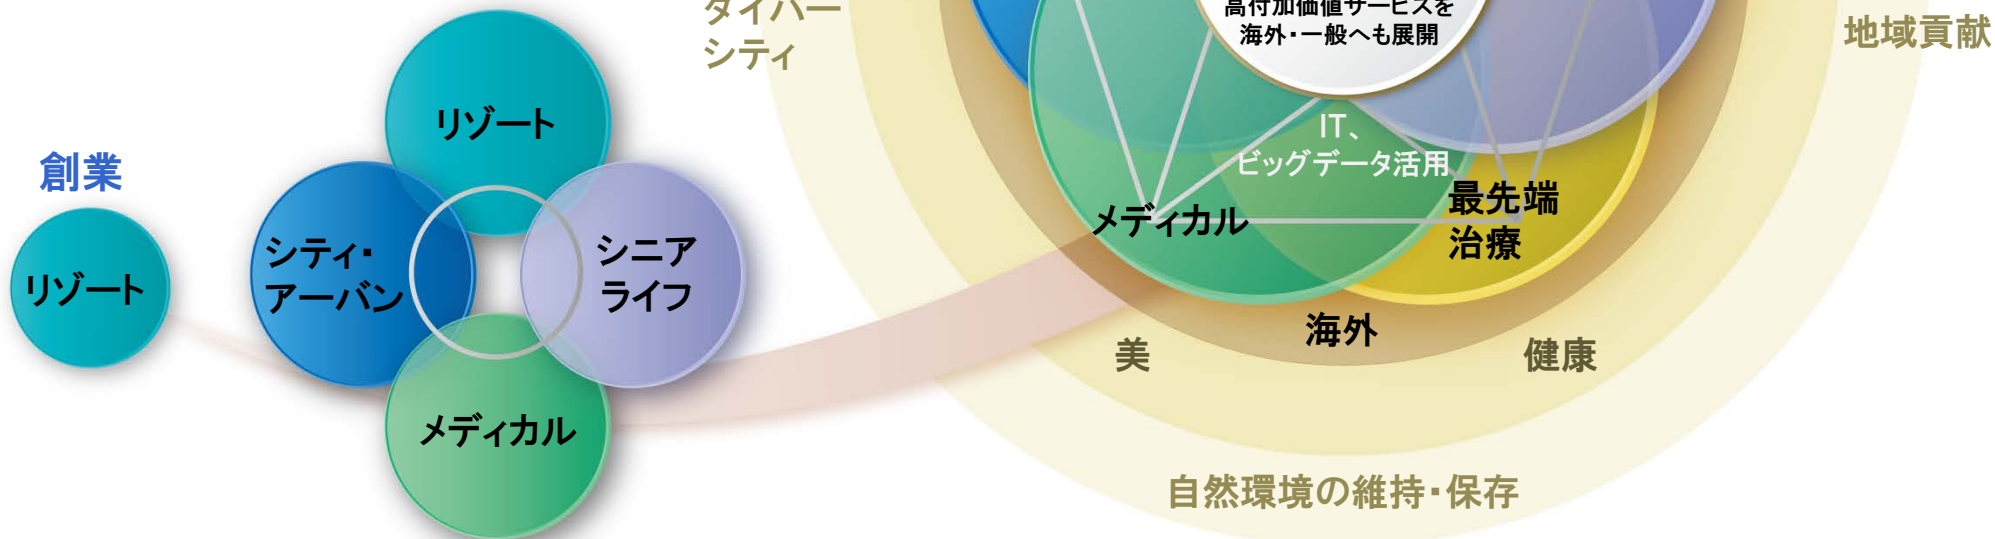 創業
リゾート
リゾート
シティ・
アーバン
シニア
ライフ
メディカル
ダイバー
シティ
高付加価値サービスを
海外・一般へも展開
地域貢献
IT、
ビッグデータ活用
メディカル
最先端
治療
海外
美
健康
自然環境の維持・保存